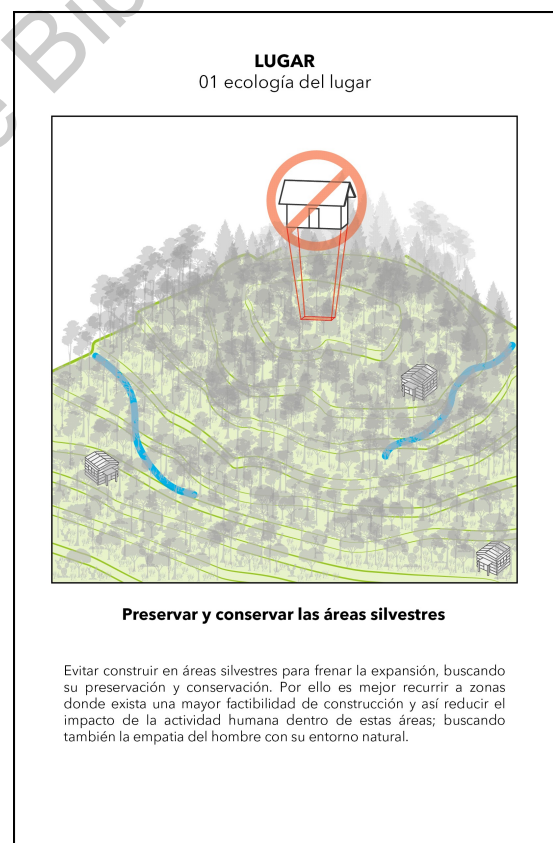 LUGAR
01 ecología del lugar
Preservar y conservar las áreas silvestres
Evitar construir en áreas silvestres para frenar la expansión, buscando
su preservación y conservación. Por ello es mejor recurrir a zonas
donde exista una mayor factibilidad de construcción y así reducir el
impacto de la actividad humana dentro de estas áreas; buscando
también la empatia del hombre con su entorno natural.